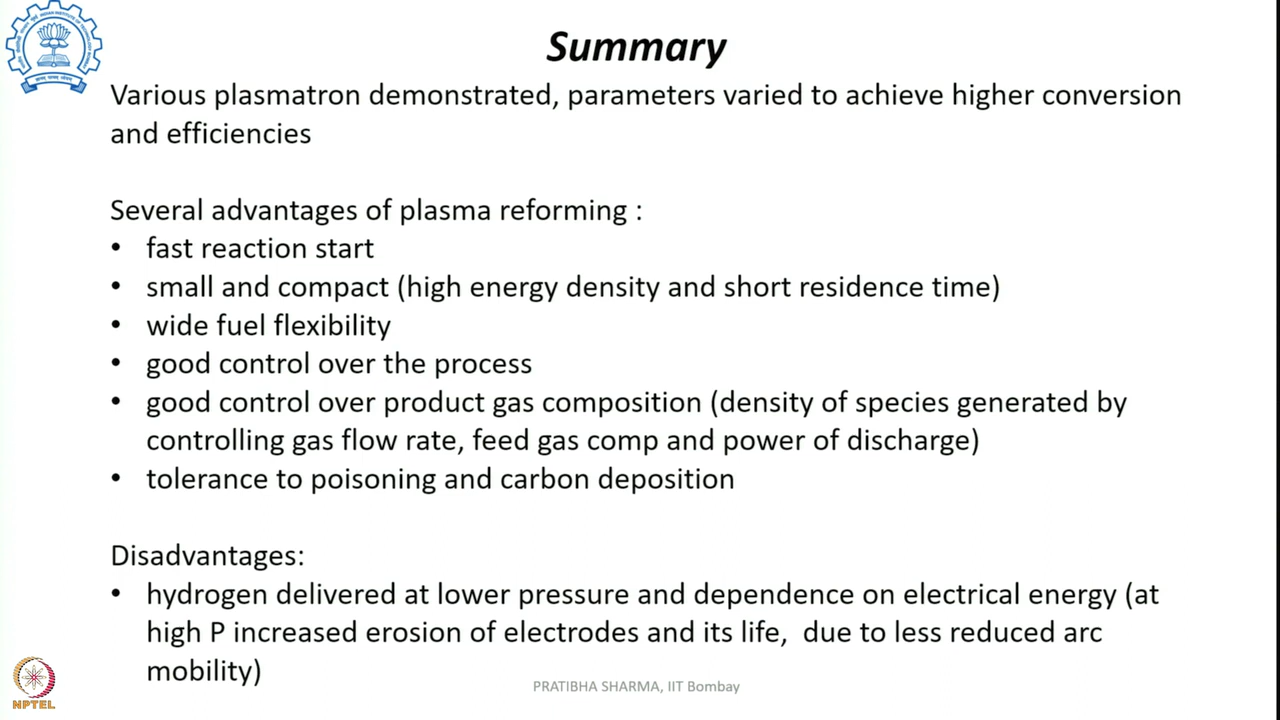 Summary
Various plasmatron demonstrated, parameters varied to achieve higher conversion
and efficiencies
Several advantages of plasma reforming :
• fast reaction start
• small and compact (high energy density and short residence time)
• wide fuel flexibility
• good control over the process
• good control over product gas composition (density of species generated by
controlling gas flow rate, feed gas comp and power of discharge)
• tolerance to poisoning and carbon deposition
Disadvantages:
• hydrogen delivered at lower pressure and dependence on electrical energy (at
high P increased erosion of electrodes and its life,  due to less reduced arc
mobility)
PRATIBHA SHARMA, IIT Bombay
NPTEL